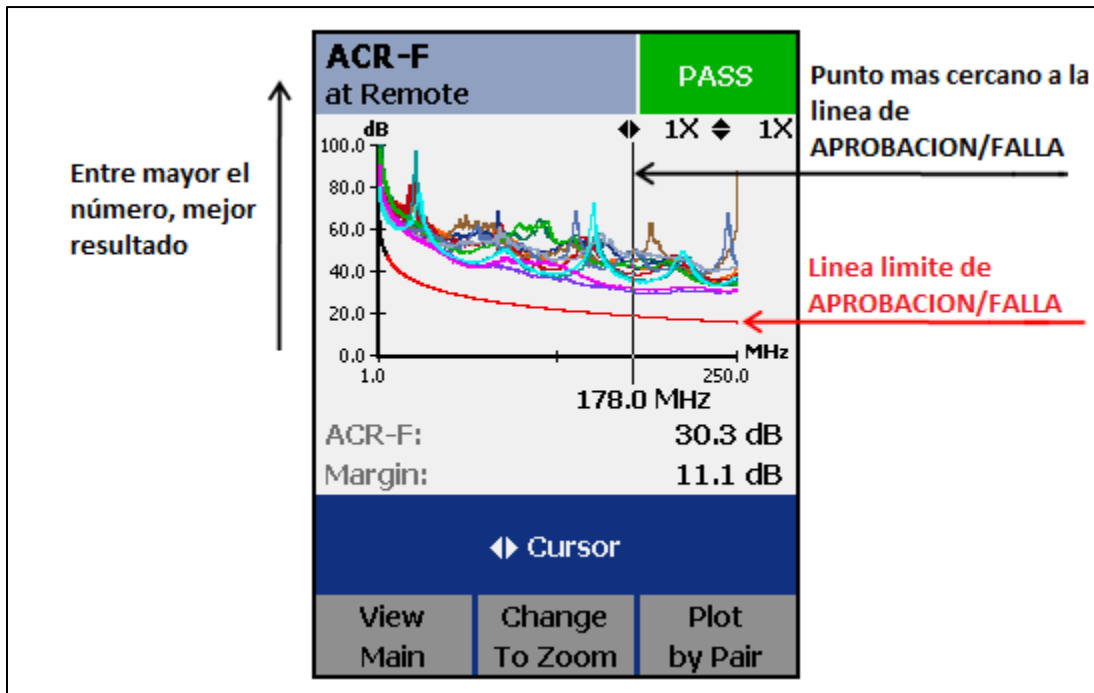 ACR-F
at Remote
PASS
Entre mayor el
número, mejor
resultado
Punto mas cercano a la
linea de
APROBACION/FALLA
Linea limite de
APROBACION/FALLA
dB
1X 1X
100.0
80.0
60.0
40.0
20.0
0.0
MHz
1.0 250.0
178.0 MHz
ACR-F: 30.3 dB
Margin: 11.1 dB
Cursor
View
Main
Change
To Zoom
Plot
by Pair